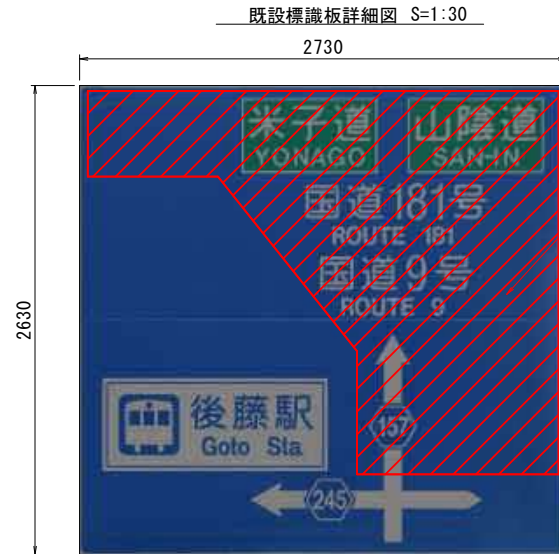 既設標識板詳細図 S=1:30
2730
2630
米子道
YONAGO
山陰道
SAN-IN
国道181号
ROUTE 181
国道9号
ROUTE 9
後藤駅
Goto Sta
157
245